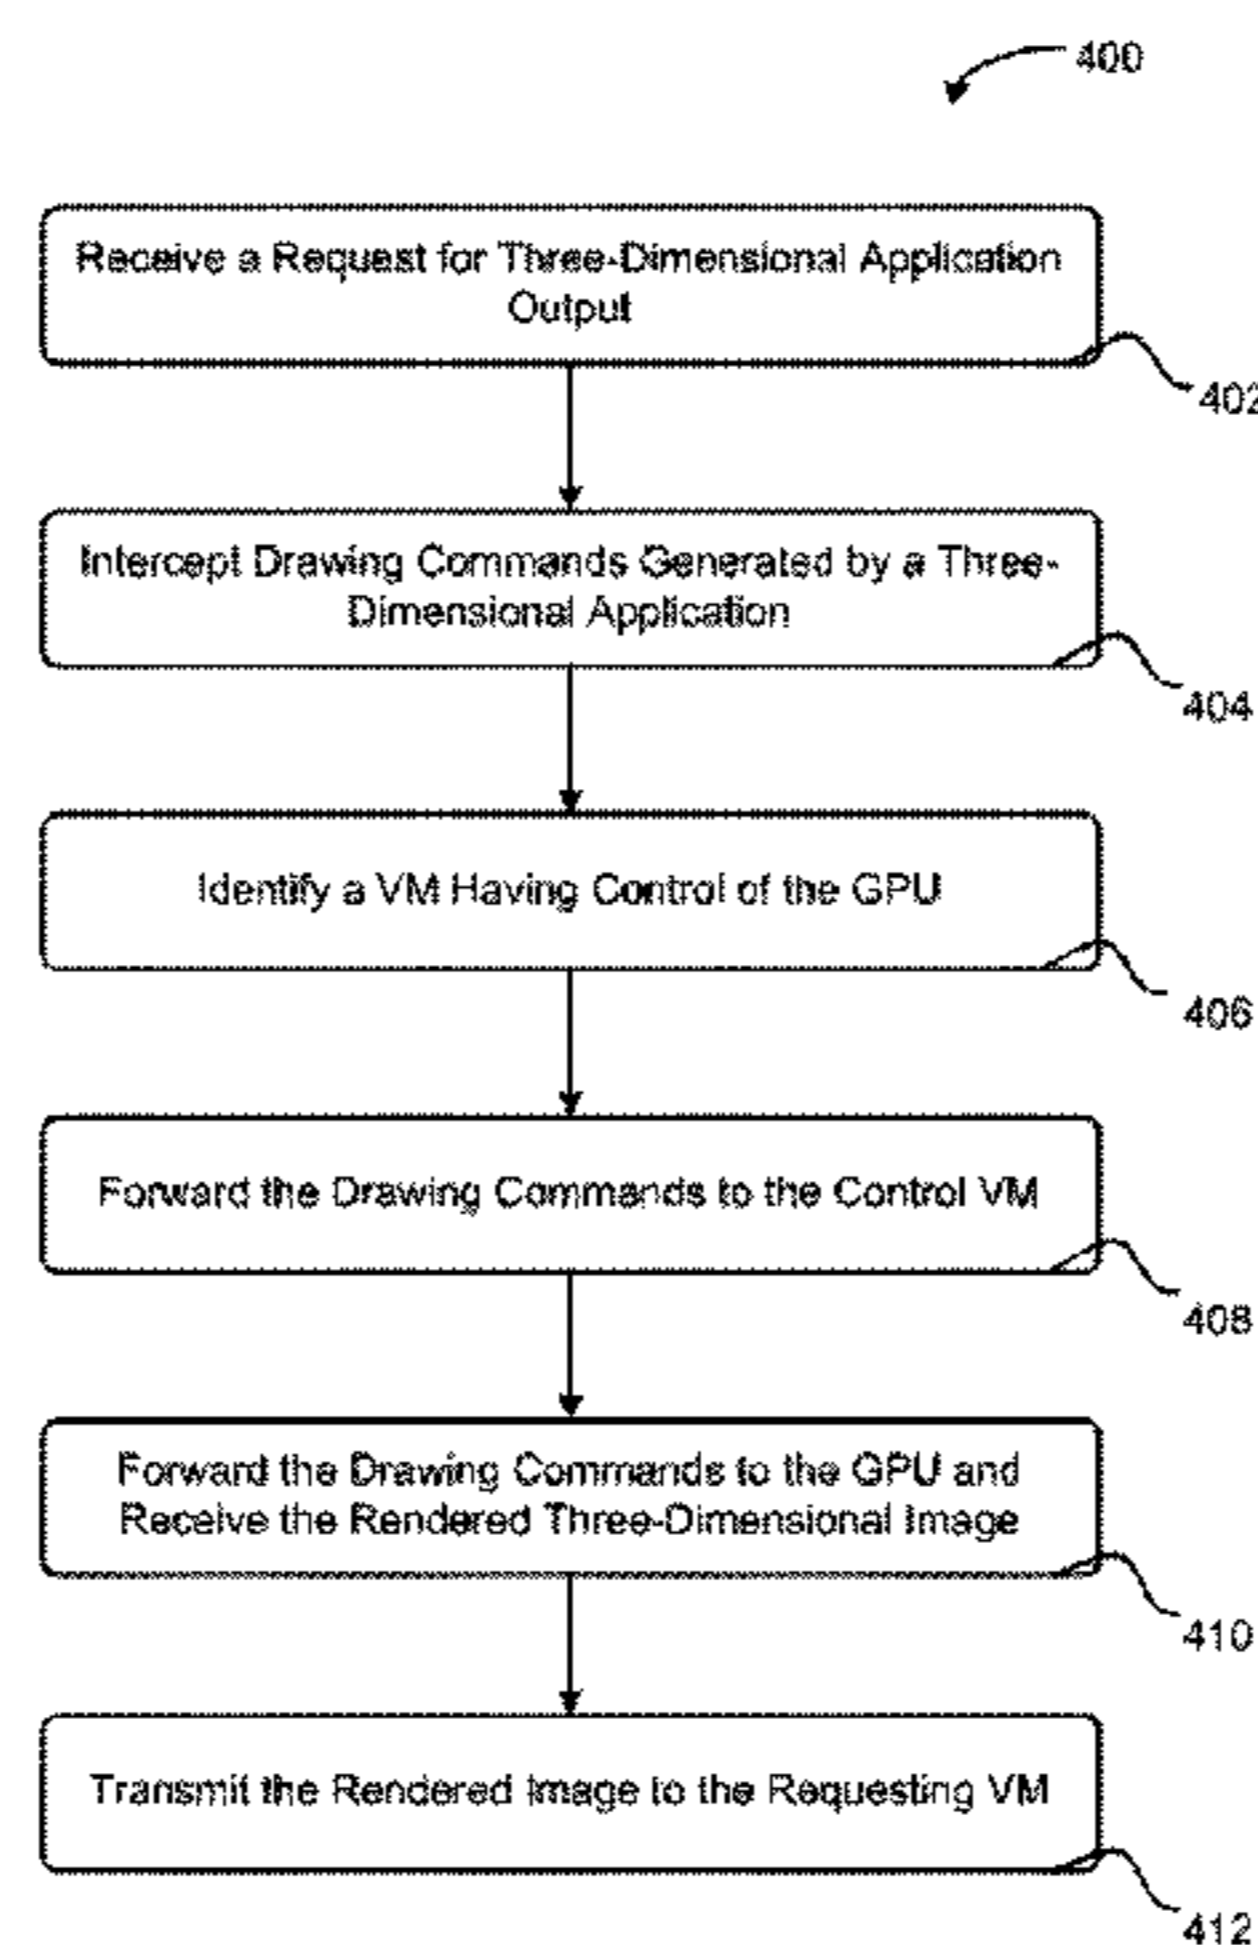 400
Receive a Request for Three-Dimensional Application
Output
402
Intercept Drawing Commands Generated by a Three-
Dimensional Application
404
Identify a VM Having Control of the GPU
406
Forward the Drawing Commands to the Control VM
408
Forward the Drawing Commands to the GPU and
Receive the Rendered Three-Dimensional Image
410
Transmit the Rendered Image to the Requesting VM
412